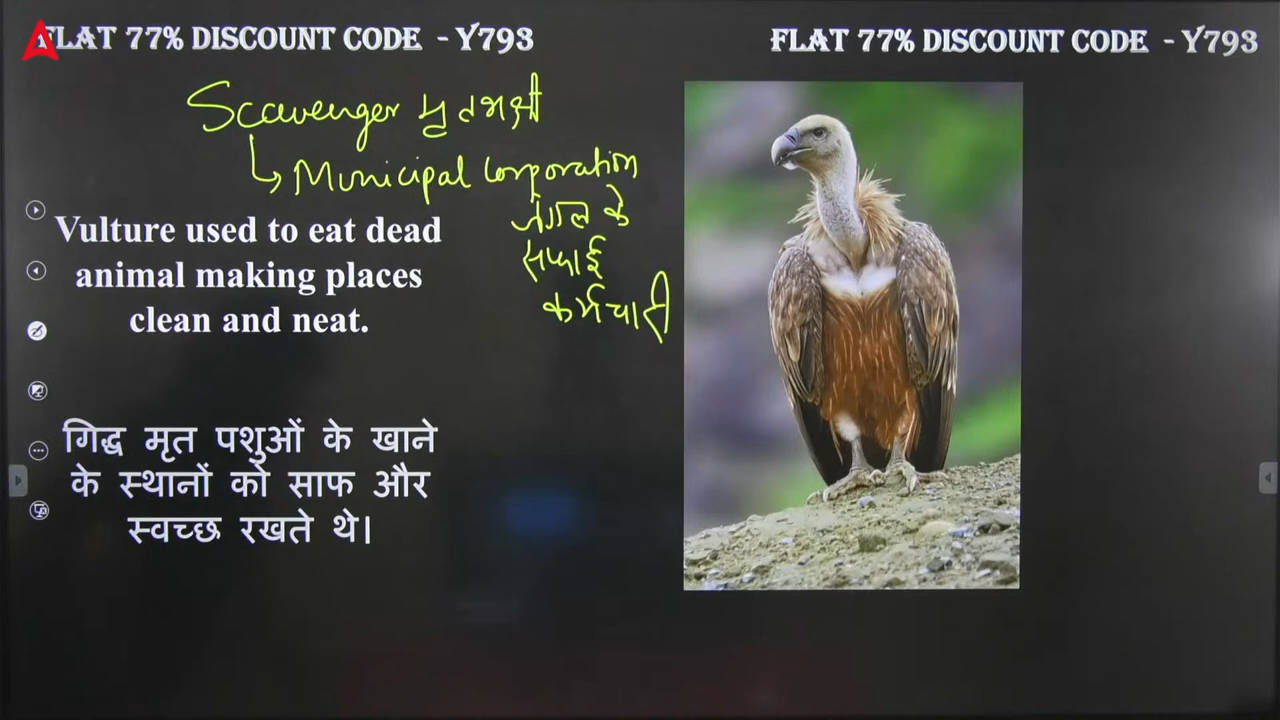 FLAT 77% DISCOUNT CODE - Y793
FLAT 77% DISCOUNT CODE - Y793
Scavenger मृतभक्षी
↳ Municipal Corporation
जंगल के
सफाई
कर्मचारी
Vulture used to eat dead
animal making places
clean and neat.
गिद्ध मृत पशुओं के खाने
के स्थानों को साफ और
स्वच्छ रखते थे।